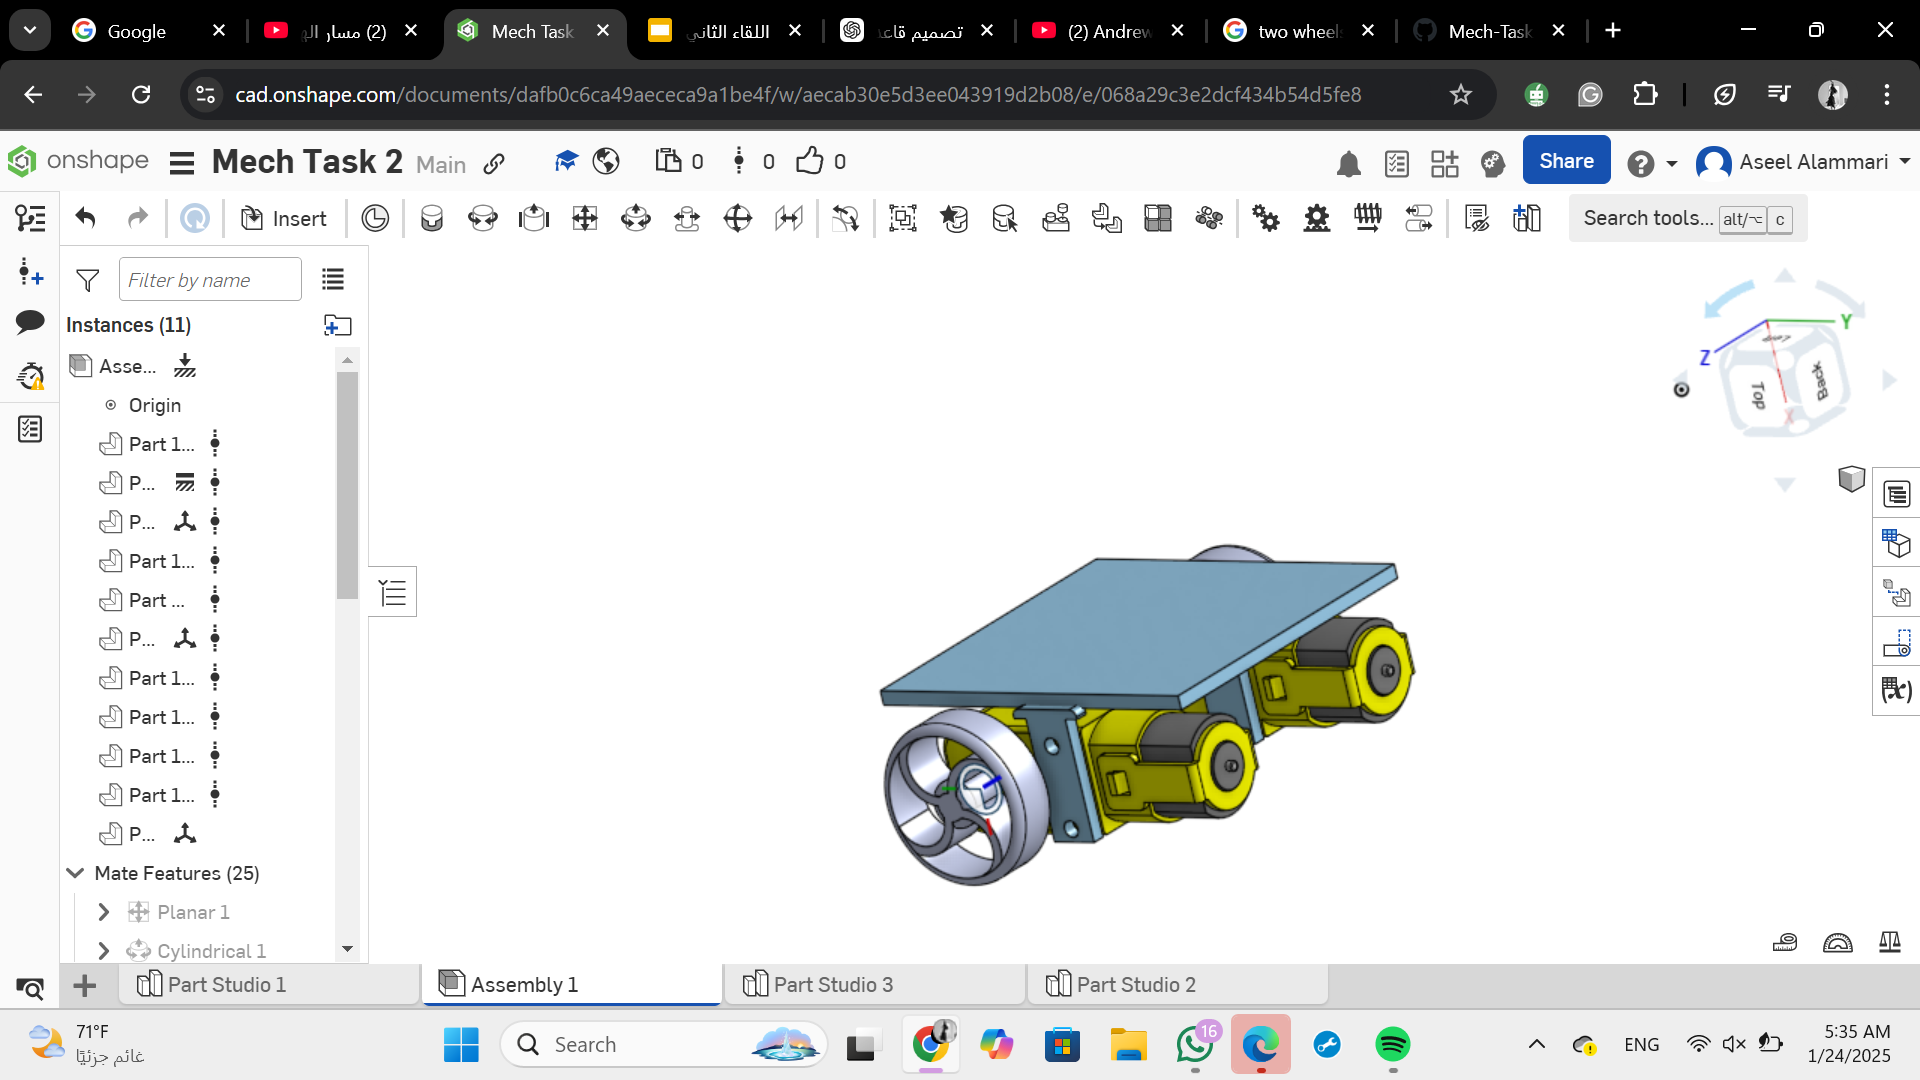 Google
(2) مسار اله
Mech Task
اللقاء الثاني
تصميم قاعد
(2) Andrew
two wheel
Mech-Task
cad.onshape.com/documents/dafb0c6ca49aececa9a1be4f/w/aecab30e5d3ee043919d2b08/e/068a29c3e2dcf434b54d5fe8
onshape
Mech Task 2 Main
0
0
0
Share
Aseel Alammari
Insert
Search tools... alt/⌥ c
Filter by name
Instances (11)
Asse...
Origin
Part 1...
P...
P...
Part 1...
Part ...
P...
Part 1...
Part 1...
Part 1...
Part 1...
P...
Mate Features (25)
Planar 1
Cylindrical 1
Z
Y
X
Top
Back
Part Studio 1
Assembly 1
Part Studio 3
Part Studio 2
71°F
غائم جزئيًا
Search
16
ENG
5:35 AM
1/24/2025